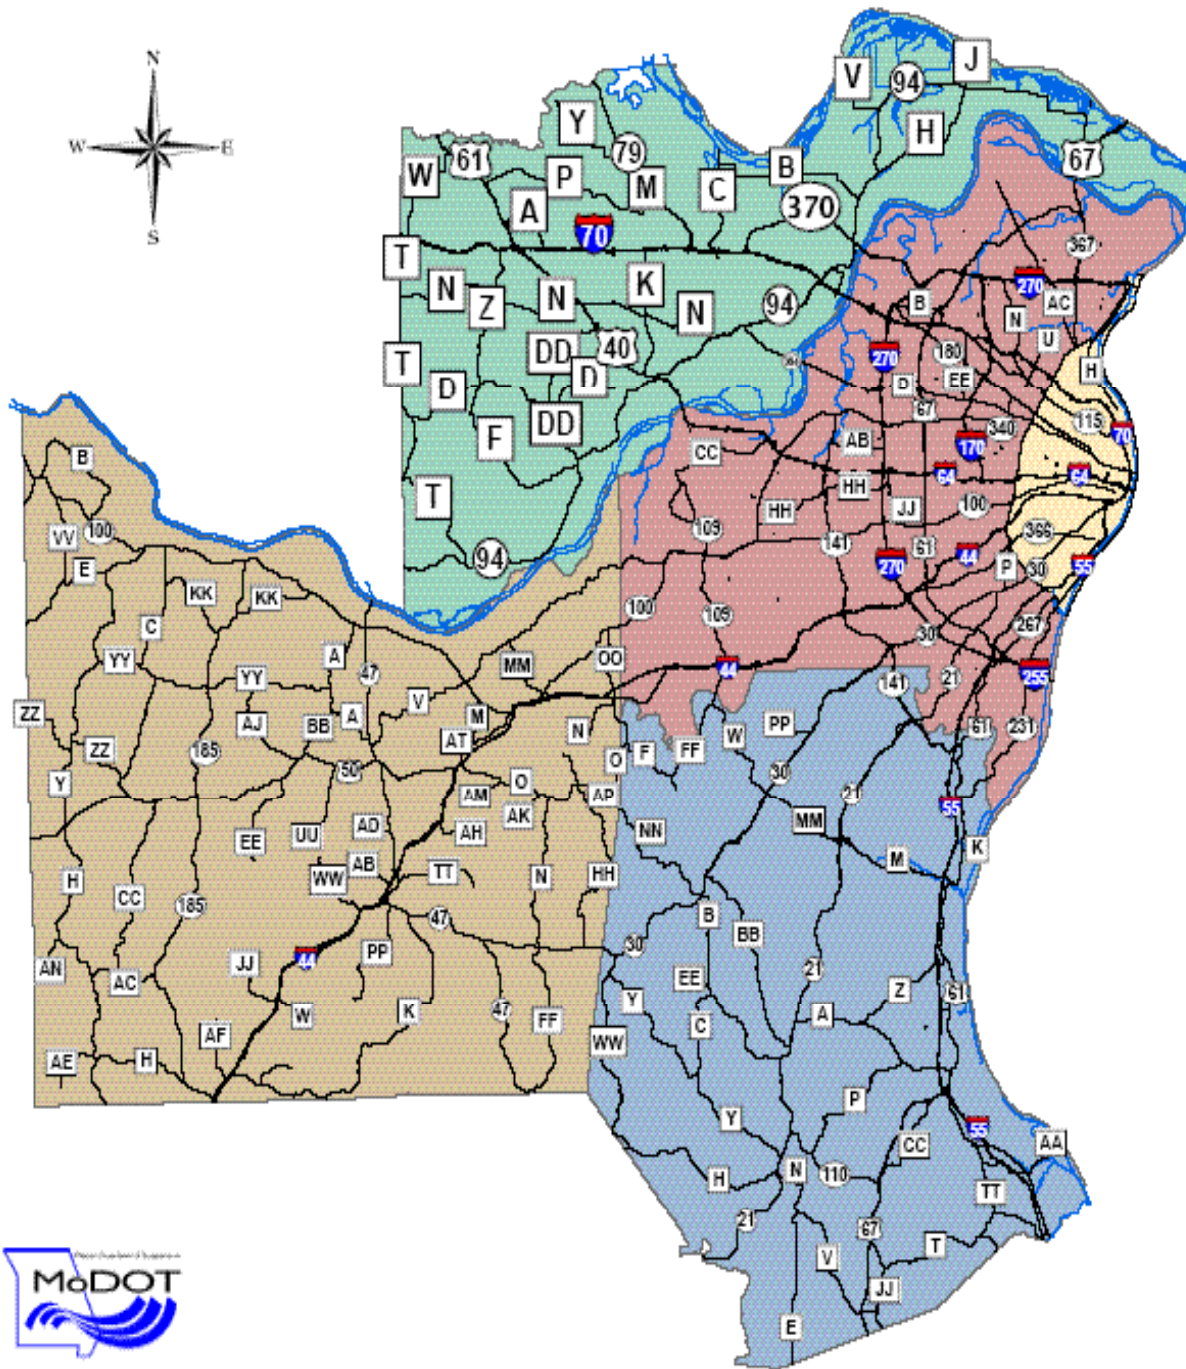 N
W E
S
J
V 94
H
Y
61 79 67
W P M C B
A 370
70 367
T
N Z N K N 94 270 AC
B N U
DD 40 270 180 H
T D D D EE
67 115
F DD 340 70
CC AB 170
64 64
T HH HH JJ 100
B
109 366
100 141 61 44
VV 94 270 P 30 55
E
KK KK
100 109 30 267
C
A OO
YY MM 44 255
YY 47 141 21
V
ZZ AJ BB A M N W PP 61 231
AT
ZZ 185 F FF
O
Y 50 O 30
AM AP 21 55
AK MM
EE UU AD AH NN K
AB M
H WW TT N HH
CC
185 47 B
BB
PP 30
AN JJ 44 21
AC EE Z
Y 61
W K 47 FF C A
AF
WW
AE H
P
Y 55
CC AA
N
H 110
TT
21
67 T
V
JJ
E
MoDOT